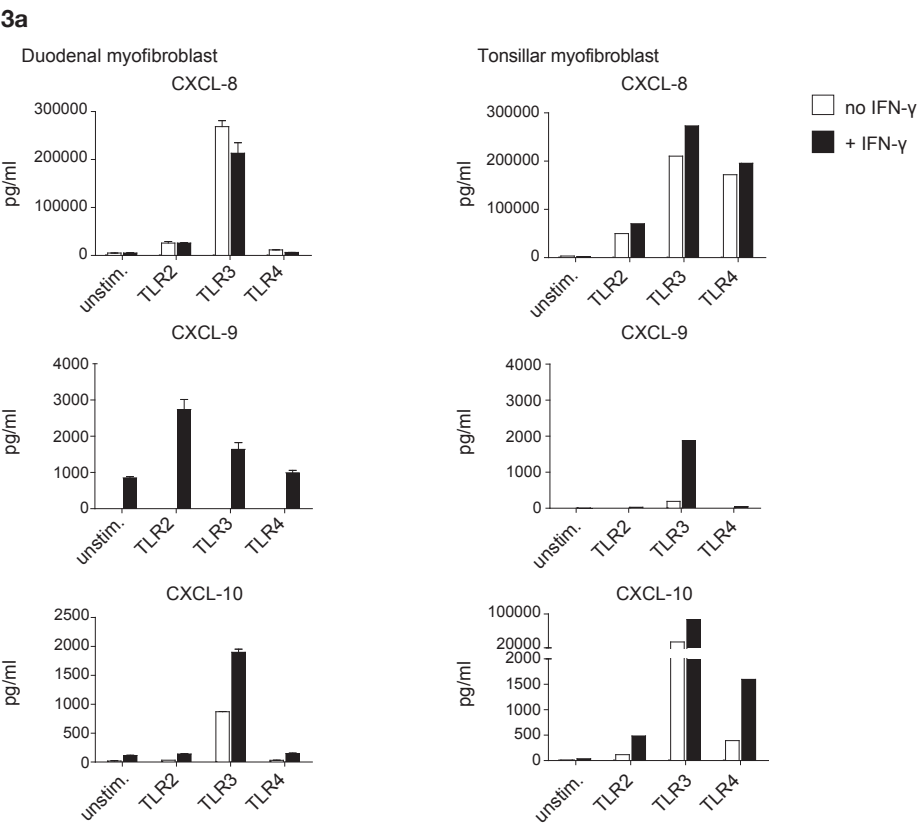 3a
Duodenal myofibroblast
CXCL-8
pg/ml
300000
200000
100000
0
unstim.
TLR2
TLR3
TLR4
Tonsillar myofibroblast
CXCL-8
pg/ml
300000
200000
100000
0
unstim.
TLR2
TLR3
TLR4
no IFN-γ
+ IFN-γ
CXCL-9
pg/ml
4000
3000
2000
1000
0
unstim.
TLR2
TLR3
TLR4
CXCL-9
pg/ml
4000
3000
2000
1000
0
unstim.
TLR2
TLR3
TLR4
CXCL-10
pg/ml
2500
2000
1500
1000
500
0
unstim.
TLR2
TLR3
TLR4
CXCL-10
pg/ml
100000
20000
2000
1500
1000
500
0
unstim.
TLR2
TLR3
TLR4